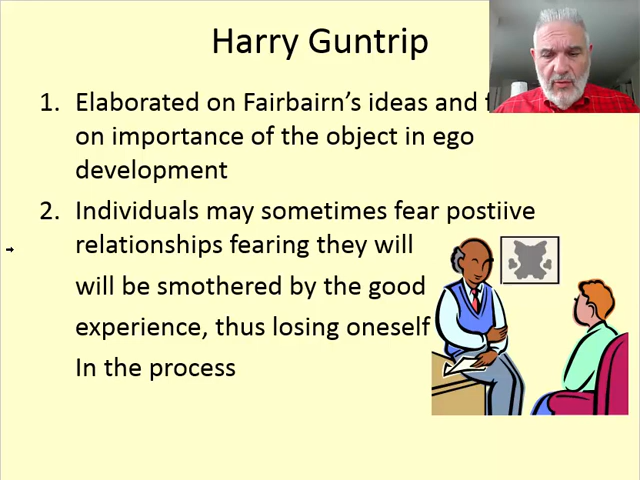 Harry Guntrip
1. Elaborated on Fairbairn's ideas and
on importance of the object in ego
development
2. Individuals may sometimes fear postiive
relationships fearing they will
will be smothered by the good
experience, thus losing oneself
In the process